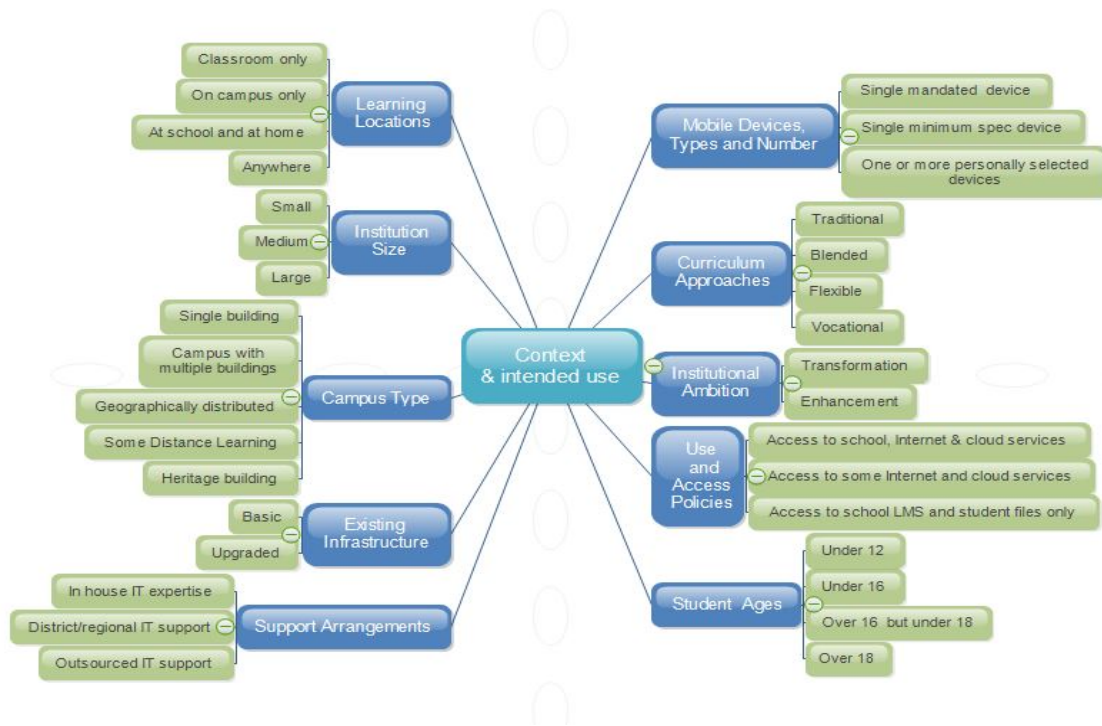 Classroom only
On campus only
At school and at home
Anywhere
Learning
Locations
Small
Medium
Large
Institution
Size
Single building
Campus with
multiple buildings
Geographically distributed
Some Distance Learning
Heritage building
Campus Type
Basic
Upgraded
Existing
Infrastructure
In house IT expertise
District/regional IT support
Outsourced IT support
Support Arrangements
Context
& intended use
Mobile Devices,
Types and Number
Single mandated device
Single minimum spec device
One or more personally selected
devices
Curriculum
Approaches
Traditional
Blended
Flexible
Vocational
Institutional
Ambition
Transformation
Enhancement
Use
and
Access
Policies
Access to school, Internet & cloud services
Access to some Internet and cloud services
Access to school LMS and student files only
Student Ages
Under 12
Under 16
Over 16 but under 18
Over 18